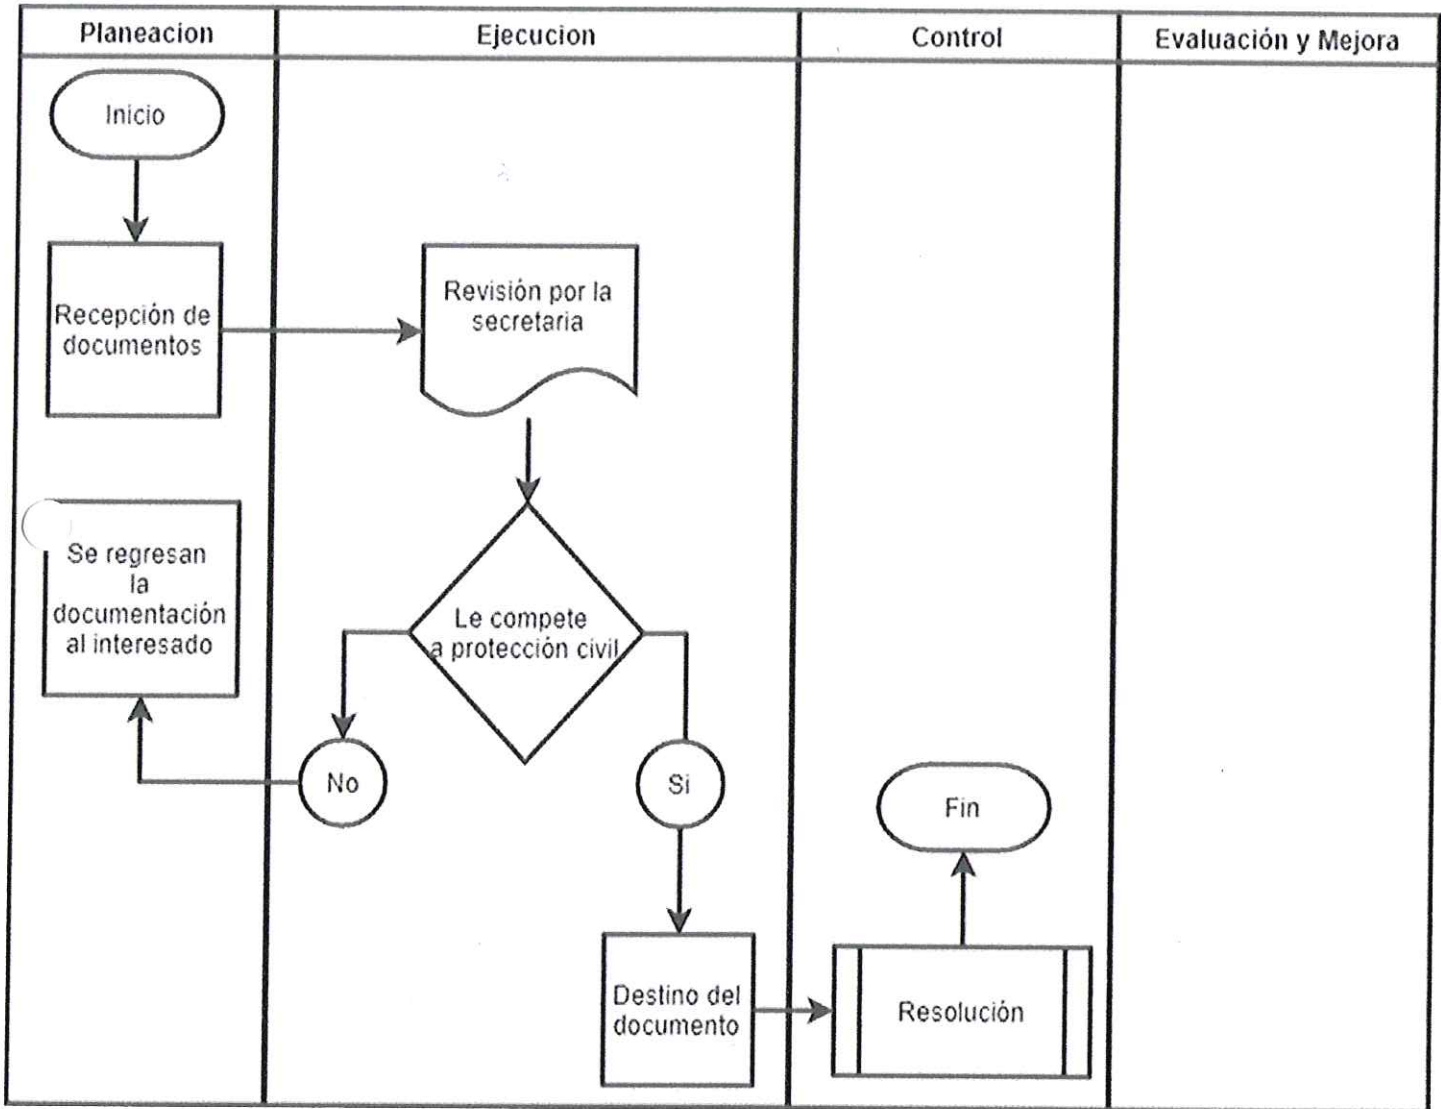 Planeacion
Ejecucion
Control
Evaluación y Mejora
Inicio
Recepción de
documentos
Revisión por la
secretaria
Le compete
a protección civil
No
Si
Se regresan
la
documentación
al interesado
Destino del
documento
Resolución
Fin